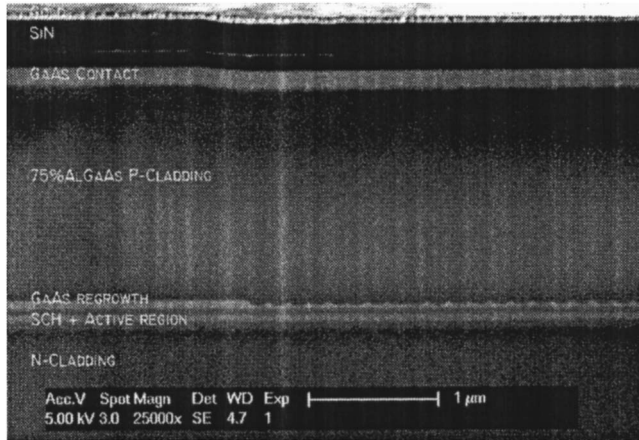 SiN
GaAs Contact
75%AlGaAs P-Cladding
GaAs regrowth
SCH + Active region
N-Cladding
Acc.V Spot Magn Det WD Exp 1 µm
5.00 kV 3.0 25000x SE 4.7 1